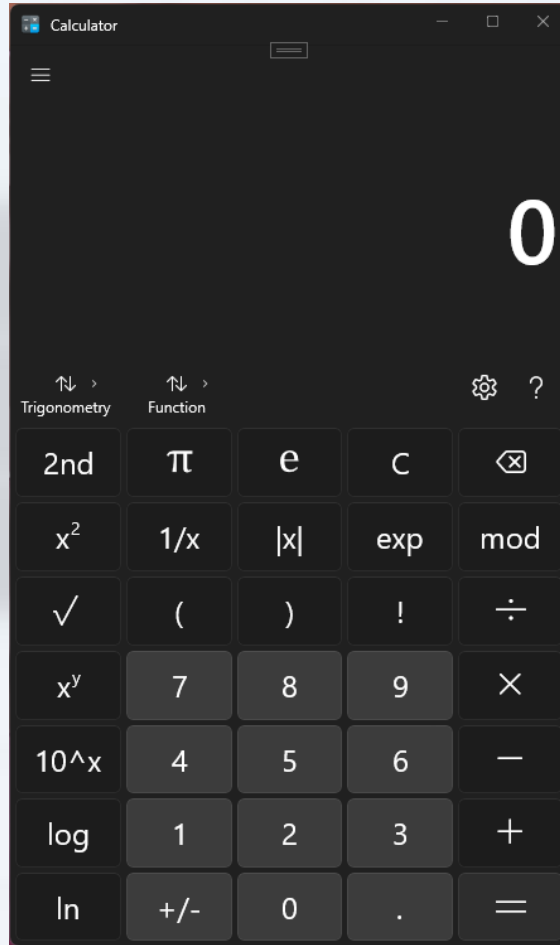 Calculator
0
Trigonometry Function
2nd π e C
x² 1/x |x| exp mod
√ ( ) ! ÷
xʸ 7 8 9 ×
10^x 4 5 6 −
log 1 2 3 +
ln +/- 0 . =